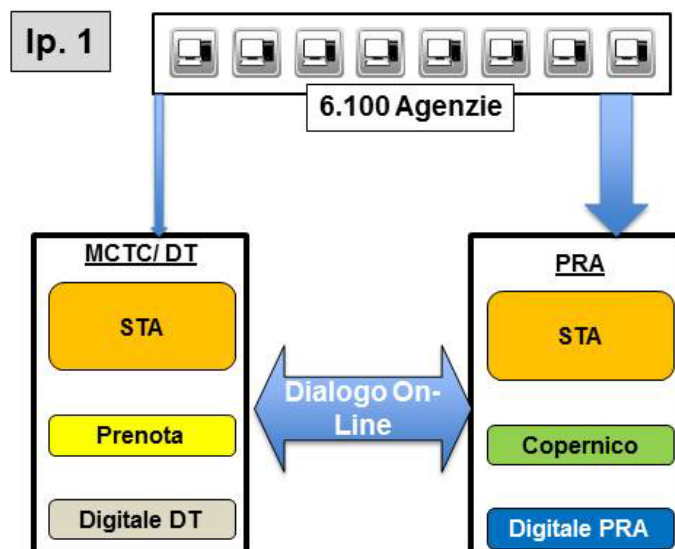 Ip. 1
6.100 Agenzie
MCTC/ DT
STA
Prenota
Digitale DT
Dialogo On-
Line
PRA
STA
Copernico
Digitale PRA